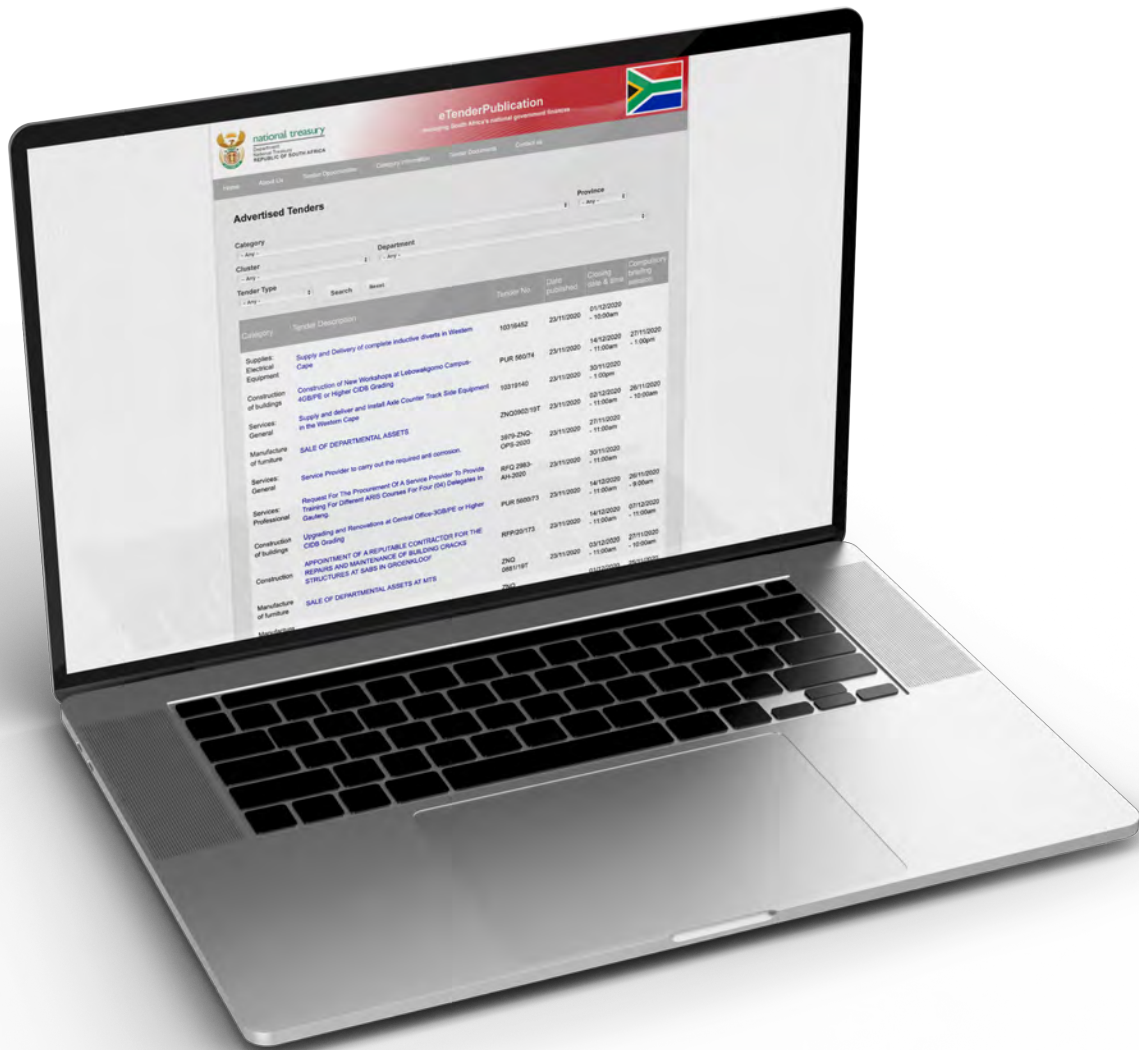 national treasury
Department:
National Treasury
REPUBLIC OF SOUTH AFRICA
eTenderPublication
Managing South Africa's national government finances
Home About Us Tender Opportunities Category Information Tender Documents Contact us
Advertised Tenders
Category
- Any -
Province
- Any -
Cluster
- Any -
Department
- Any -
Tender Type
- Any -
Search Reset
Category Tender Description Tender No Date published Closing date & time Compulsory briefing session
Supplies: Electrical Equipment
Supply and Delivery of complete inductive diverts in Western
Cape
10319452 23/11/2020 01/12/2020 - 10:00am
Construction of buildings
Construction of New Workshops at Lebowakgomo Campus-
4GB/PE or Higher CIDB Grading
PUR 560/74 23/11/2020 14/12/2020 - 11:00am 27/11/2020 - 1:00pm
Services: General
Supply and deliver and Install Axle Counter Track Side Equipment
in the Western Cape
10319140 23/11/2020 30/11/2020 - 1:00pm
Manufacture of furniture
SALE OF DEPARTMENTAL ASSETS
ZNQ0902/19T 23/11/2020 02/12/2020 - 11:00am 26/11/2020 - 10:00am
Services: General
Service Provider to carry out the required anti corrosion.
3979-ZNQ-OPS-2020 23/11/2020 27/11/2020 - 11:00am
Services: Professional
Request For The Procurement Of A Service Provider To Provide
Training For Different ARIS Courses For Four (04) Delegates in
Gauteng.
RFQ 2983-AH-2020 23/11/2020 30/11/2020 - 11:00am
Construction of buildings
Upgrading and Renovations at Central Office-3GB/PE or Higher
CIDB Grading
PUR 5600/73 23/11/2020 14/12/2020 - 11:00am 26/11/2020 - 9:00am
Construction
APPOINTMENT OF A REPUTABLE CONTRACTOR FOR THE
REPAIRS AND MAINTENANCE OF BUILDING CRACKS
STRUCTURES AT SABS IN GROENKLOOF
RFP/20/173 23/11/2020 14/12/2020 - 11:00am 07/12/2020 - 11:00am
Manufacture of furniture
SALE OF DEPARTMENTAL ASSETS AT MTS
ZNQ 0881/19T 23/11/2020 03/12/2020 - 11:00am 27/11/2020 - 10:00am
Manufacture
ZNQ